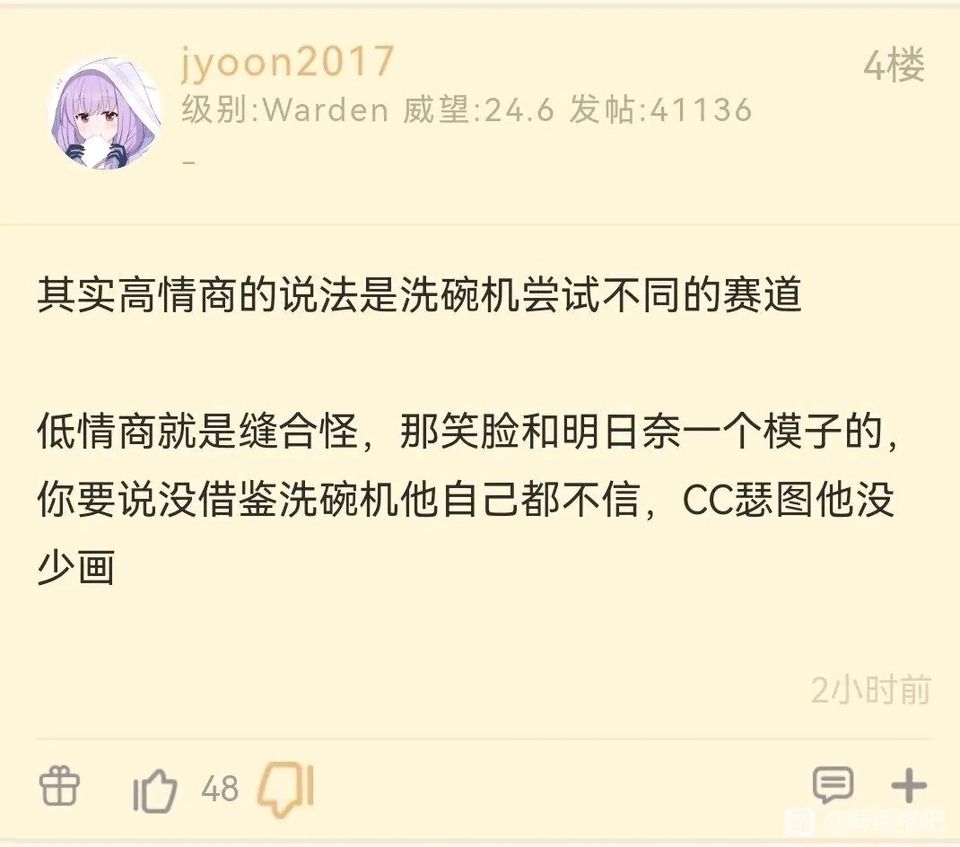 jyoon2017
4楼
级别:Warden 威望:24.6 发帖:41136
其实高情商的说法是洗碗机尝试不同的赛道
低情商就是缝合怪，那笑脸和明日奈一个模子的，
你要说没借鉴洗碗机他自己都不信，CC瑟图他没
少画
2小时前
48